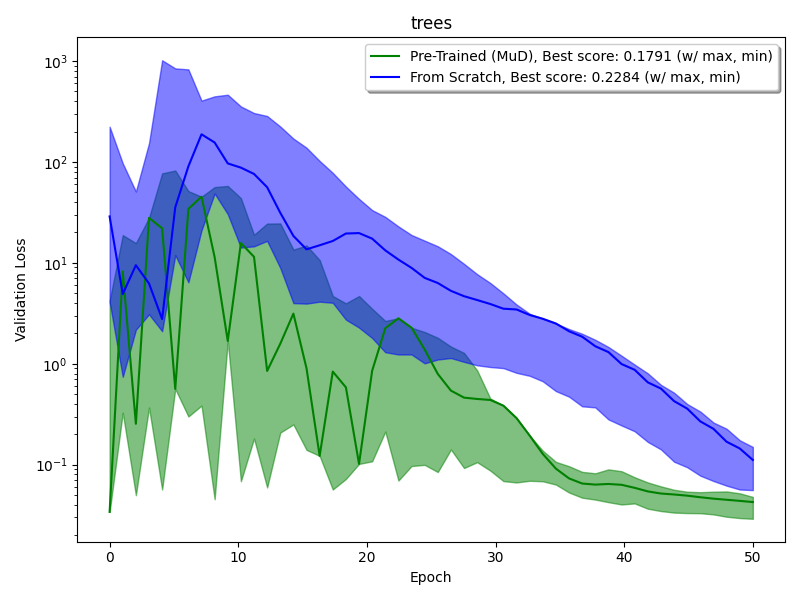 trees
Pre-Trained (MuD), Best score: 0.1791 (w/ max, min)
From Scratch, Best score: 0.2284 (w/ max, min)
Validation Loss
10³
10²
10¹
10⁰
10⁻¹
0 10 20 30 40 50
Epoch